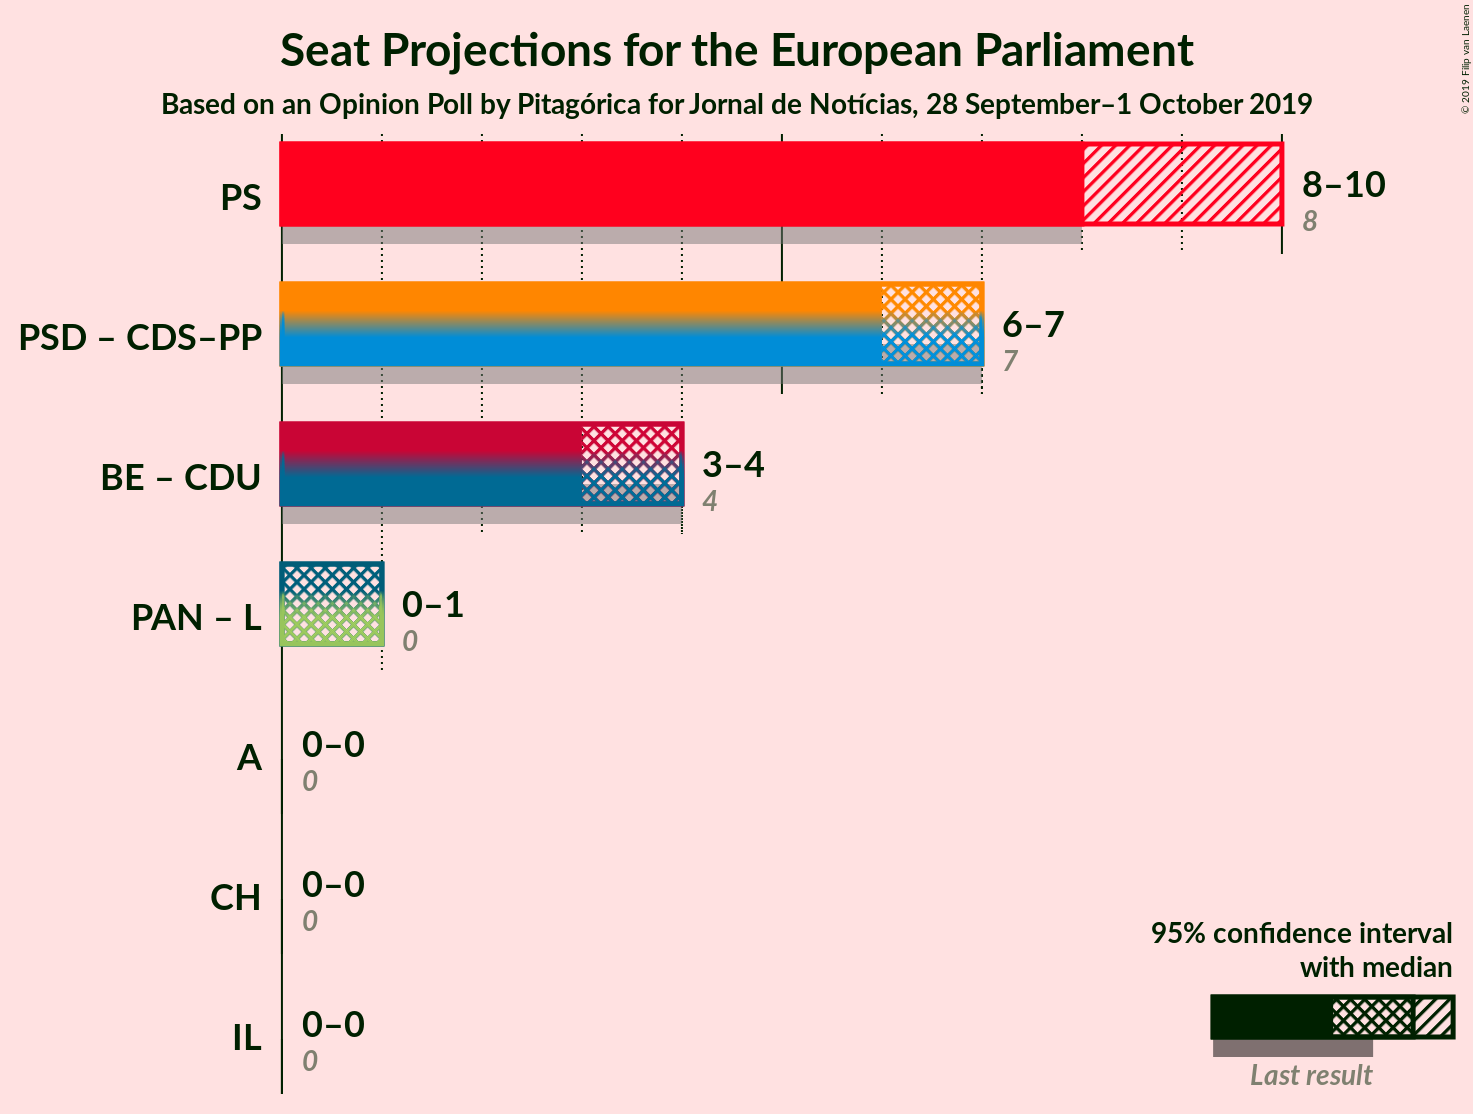 Seat Projections for the European Parliament
Based on an Opinion Poll by Pitagórica for Jornal de Notícias, 28 September–1 October 2019
© 2019 Filip van Laenen
PS
8–10
8
PSD – CDS–PP
6–7
7
BE – CDU
3–4
4
PAN – L
0–1
0
A
0–0
0
CH
0–0
0
IL
0–0
0
95% confidence interval
with median
Last result